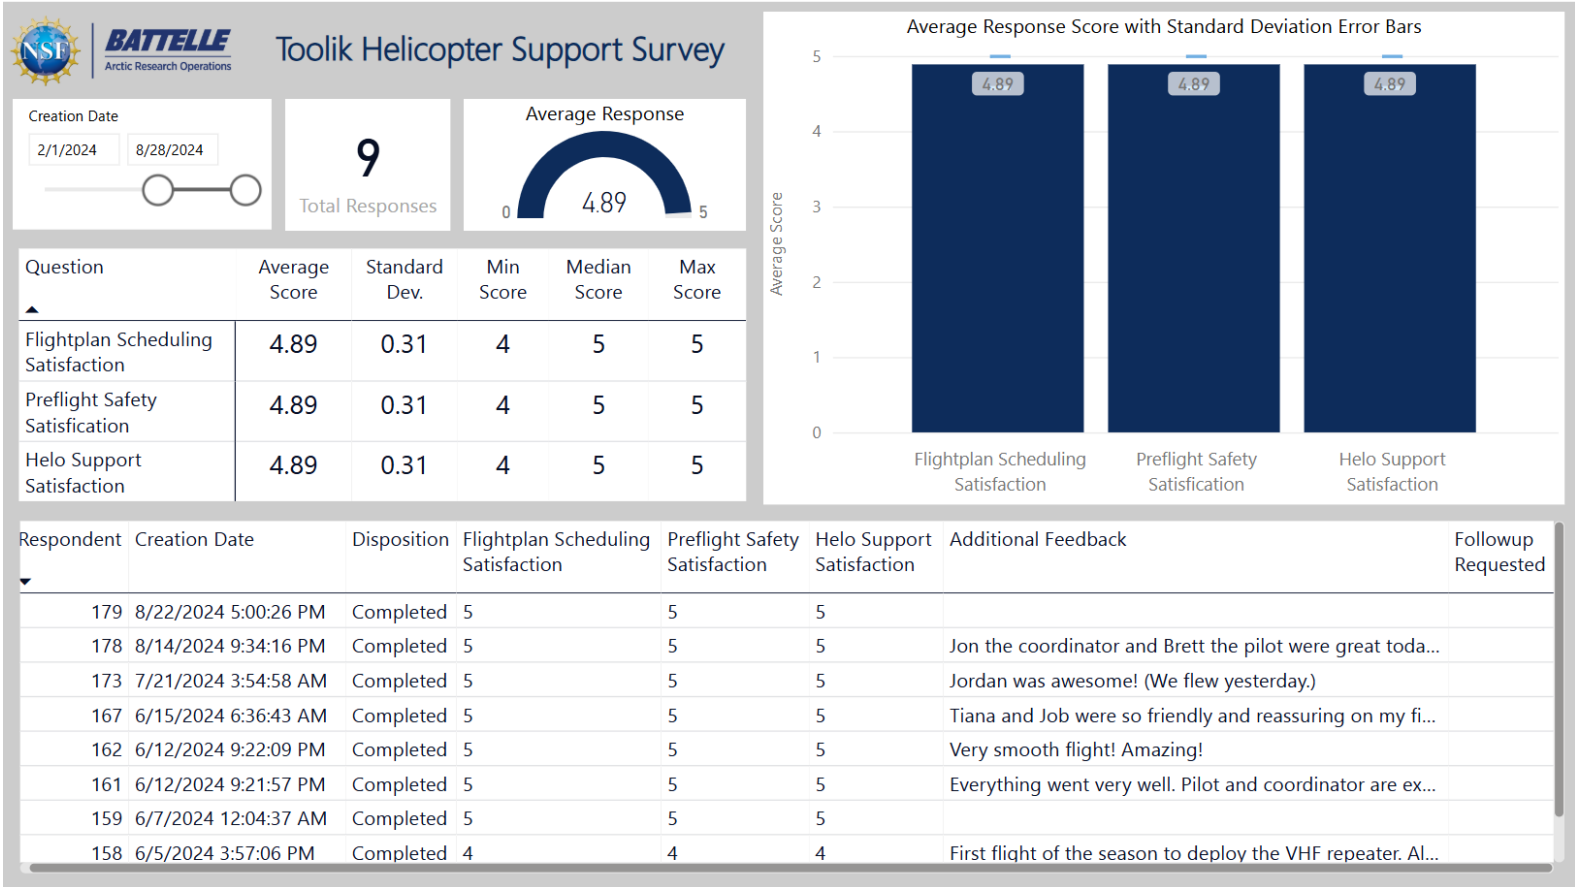 NSF
BATTELLE
Arctic Research Operations
Toolik Helicopter Support Survey
Creation Date
2/1/2024
8/28/2024
9
Total Responses
Average Response
0
4.89
5
Question
Average Score
Standard Dev.
Min Score
Median Score
Max Score
Flightplan Scheduling Satisfaction 4.89 0.31 4 5 5
Preflight Safety Satisfication 4.89 0.31 4 5 5
Helo Support Satisfaction 4.89 0.31 4 5 5
Average Response Score with Standard Deviation Error Bars
Average Score
5
4
3
2
1
0
4.89
4.89
4.89
Flightplan Scheduling
Satisfaction
Preflight Safety
Satisfication
Helo Support
Satisfaction
Respondent Creation Date Disposition Flightplan Scheduling Satisfaction Preflight Safety Satisfaction Helo Support Satisfaction Additional Feedback Followup Requested
179 8/22/2024 5:00:26 PM Completed 5 5 5
178 8/14/2024 9:34:16 PM Completed 5 5 5 Jon the coordinator and Brett the pilot were great toda...
173 7/21/2024 3:54:58 AM Completed 5 5 5 Jordan was awesome! (We flew yesterday.)
167 6/15/2024 6:36:43 AM Completed 5 5 5 Tiana and Job were so friendly and reassuring on my fi...
162 6/12/2024 9:22:09 PM Completed 5 5 5 Very smooth flight! Amazing!
161 6/12/2024 9:21:57 PM Completed 5 5 5 Everything went very well. Pilot and coordinator are ex...
159 6/7/2024 12:04:37 AM Completed 5 5 5
158 6/5/2024 3:57:06 PM Completed 4 4 4 First flight of the season to deploy the VHF repeater. Al...